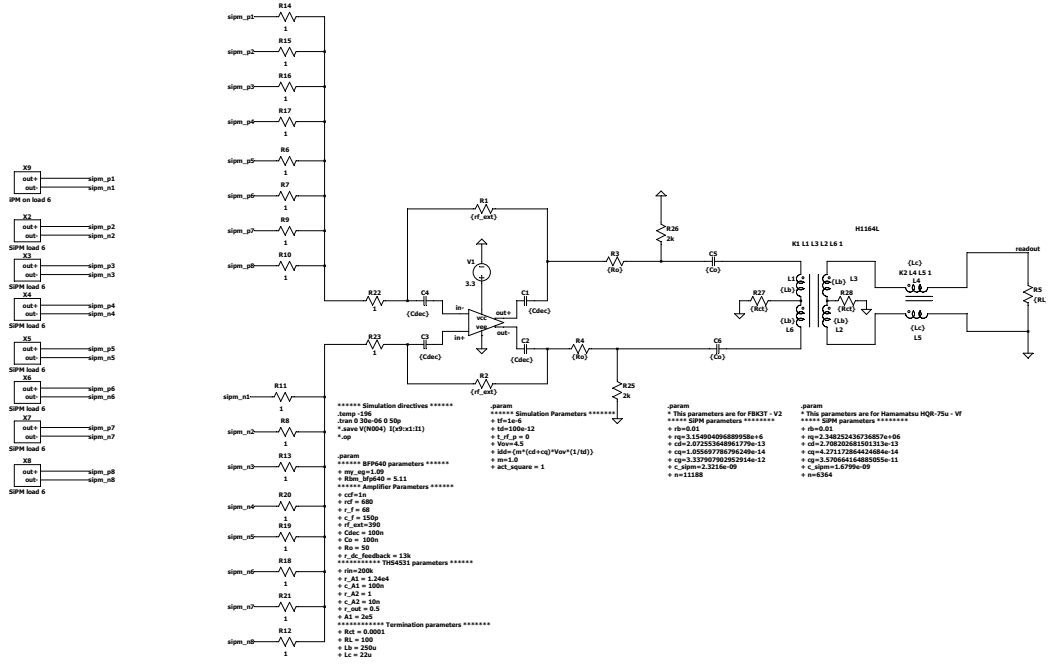 R14
sipm_p1
1
R15
sipm_p2
1
R16
sipm_p3
1
R17
sipm_p4
1
R6
sipm_p5
1
R7
sipm_p6
1
R9
sipm_p7
1
R10
sipm_p8
1
X9
out+ sipm_p1
out- sipm_n1
iPM on load 6
X2
out+ sipm_p2
out- sipm_n2
SiPM load 6
X3
out+ sipm_p3
out- sipm_n3
SiPM load 6
X4
out+ sipm_p4
out- sipm_n4
SiPM load 6
X5
out+ sipm_p5
out- sipm_n5
SiPM load 6
X6
out+ sipm_p6
out- sipm_n6
SiPM load 6
X7
out+ sipm_p7
out- sipm_n7
SiPM load 6
X8
out+ sipm_p8
out- sipm_n8
SiPM load 6
R11
sipm_n1
1
R8
sipm_n2
1
R13
sipm_n3
1
R20
sipm_n4
1
R19
sipm_n5
1
R18
sipm_n6
1
R21
sipm_n7
1
R12
sipm_n8
1
R22
1
R23
1
C4
{Cdec}
C3
{Cdec}
R1
{rf_ext}
R2
{rf_ext}
V1
3.3
in-
in+
vcc
vee
out+
out-
C1
{Cdec}
C2
{Cdec}
R3
{Ro}
R4
{Ro}
R26
2k
R25
2k
C5
{Co}
C6
{Co}
H1164L
K1 L1 L3 L2 L6 1
L1
{Lb}
L3
{Lb}
R27
{Rct}
R28
{Rct}
{Lb}
L6
{Lb}
L2
{Lc}
K2 L4 L5 1
L4
{Lc}
L5
readout
R5
{RL
****** Simulation directives ******
.temp -196
.tran 0 30e-06 0 50p
*.save V(N004) I(x9:x1:I1)
*.op
.param
****** BFP640 parameters ******
+ my_eg=1.09
+ Rbm_bfp640 = 5.11
****** Amplifier Parameters ******
+ ccf=1n
+ rcf = 680
+ r_f = 68
+ c_f = 150p
+ rf_ext=390
+ Cdec = 100n
+ Co = 100n
+ Ro = 50
+ r_dc_feedback = 13k
*********** THS4531 parameters ******
+ rin=200k
+ r_A1 = 1.24e4
+ c_A1 = 100n
+ r_A2 = 1
+ c_A2 = 10n
+ r_out = 0.5
+ A1 = 2e5
************ Termination parameters *******
+ Rct = 0.0001
+ RL = 100
+ Lb = 250u
+ Lc = 22u
.param
****** Simulation Parameters *******
+ tf=1e-6
+ td=100e-12
+ t_rf_p = 0
+ Vov=4.5
+ idd={m*(cd+cq)*Vov*(1/td)}
+ m=1.0
+ act_square = 1
.param
* This parameters are for FBK3T - V2
***** SiPM parameters ********
+ rb=0.01
+ rq=3.154904096889958e+6
+ cd=2.072553648961779e-13
+ cq=1.055697786796249e-14
+ cg=3.337907902952914e-12
+ c_sipm=2.3216e-09
+ n=11188
.param
* This parameters are for Hamamatsu HQR-75u - Vf
***** SiPM parameters ********
+ rb=0.01
+ rq=2.348252436736857e+06
+ cd=2.708202681501313e-13
+ cq=4.271172864424684e-14
+ cg=3.570664164885055e-11
+ c_sipm=1.6799e-09
+ n=6364